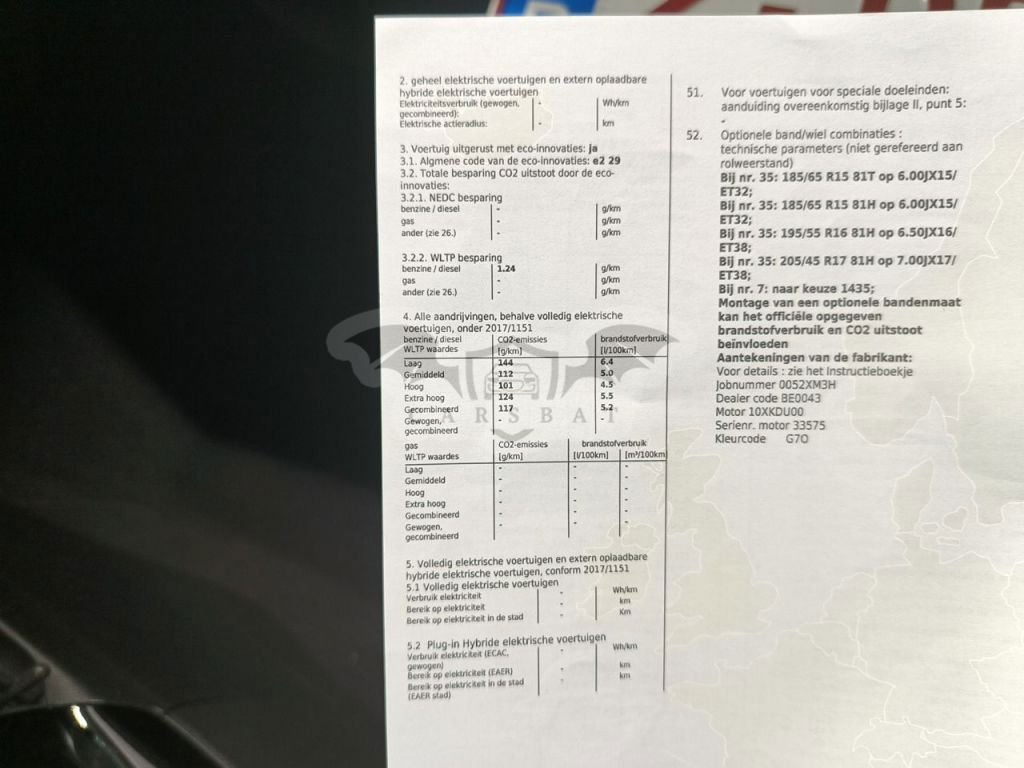 2. geheel elektrische voertuigen en extern oplaadbare
hybride elektrische voertuigen
Elektriciteitsverbruik (gewogen, - Wh/km
gecombineerd):
Elektrische actieradius: - km
3. Voertuig uitgerust met eco-innovaties: ja
3.1. Algmene code van de eco-innovaties: e2 29
3.2. Totale besparing CO2 uitstoot door de eco-
innovaties:
3.2.1. NEDC besparing
benzine / diesel - g/km
gas - g/km
ander (zie 26.) - g/km
3.2.2. WLTP besparing
benzine / diesel 1.24 g/km
gas - g/km
ander (zie 26.) - g/km
4. Alle aandrijvingen, behalve volledig elektrische
voertuigen, onder 2017/1151
benzine / diesel CO2-emissies brandstofverbruik
WLTP waardes [g/km] [l/100km]
Laag 144 6.4
Gemiddeld 112 5.0
Hoog 101 4.5
Extra hoog 124 5.5
Gecombineerd 117 5.2
Gewogen, - -
gecombineerd
CARSBAT
gas CO2-emissies brandstofverbruik
WLTP waardes [g/km] [l/100km] [m³/100km]
Laag - - -
Gemiddeld - - -
Hoog - - -
Extra hoog - - -
Gecombineerd - - -
Gewogen, - - -
gecombineerd
5. Volledig elektrische voertuigen en extern oplaadbare
hybride elektrische voertuigen, conform 2017/1151
5.1 Volledig elektrische voertuigen
Verbruik elektriciteit - Wh/km
Bereik op elektriciteit - km
Bereik op elektriciteit in de stad - Km
5.2 Plug-in Hybride elektrische voertuigen
Verbruik elektriciteit (ECAC, - Wh/km
gewogen)
Bereik op elektriciteit (EAER) - km
Bereik op elektriciteit in de stad - km
(EAER stad)
51. Voor voertuigen voor speciale doeleinden:
aanduiding overeenkomstig bijlage II, punt 5:
-
52. Optionele band/wiel combinaties :
technische parameters (niet gerefereerd aan
rolweerstand)
Bij nr. 35: 185/65 R15 81T op 6.00JX15/
ET32;
Bij nr. 35: 185/65 R15 81H op 6.00JX15/
ET32;
Bij nr. 35: 195/55 R16 81H op 6.50JX16/
ET38;
Bij nr. 35: 205/45 R17 81H op 7.00JX17/
ET38;
Bij nr. 7: naar keuze 1435;
Montage van een optionele bandenmaat
kan het officiële opgegeven
brandstofverbruik en CO2 uitstoot
beïnvloeden
Aantekeningen van de fabrikant:
Voor details : zie het Instructieboekje
Jobnummer 0052XM3H
Dealer code BE0043
Motor 10XKDU00
Serienr. motor 33575
Kleurcode G7O